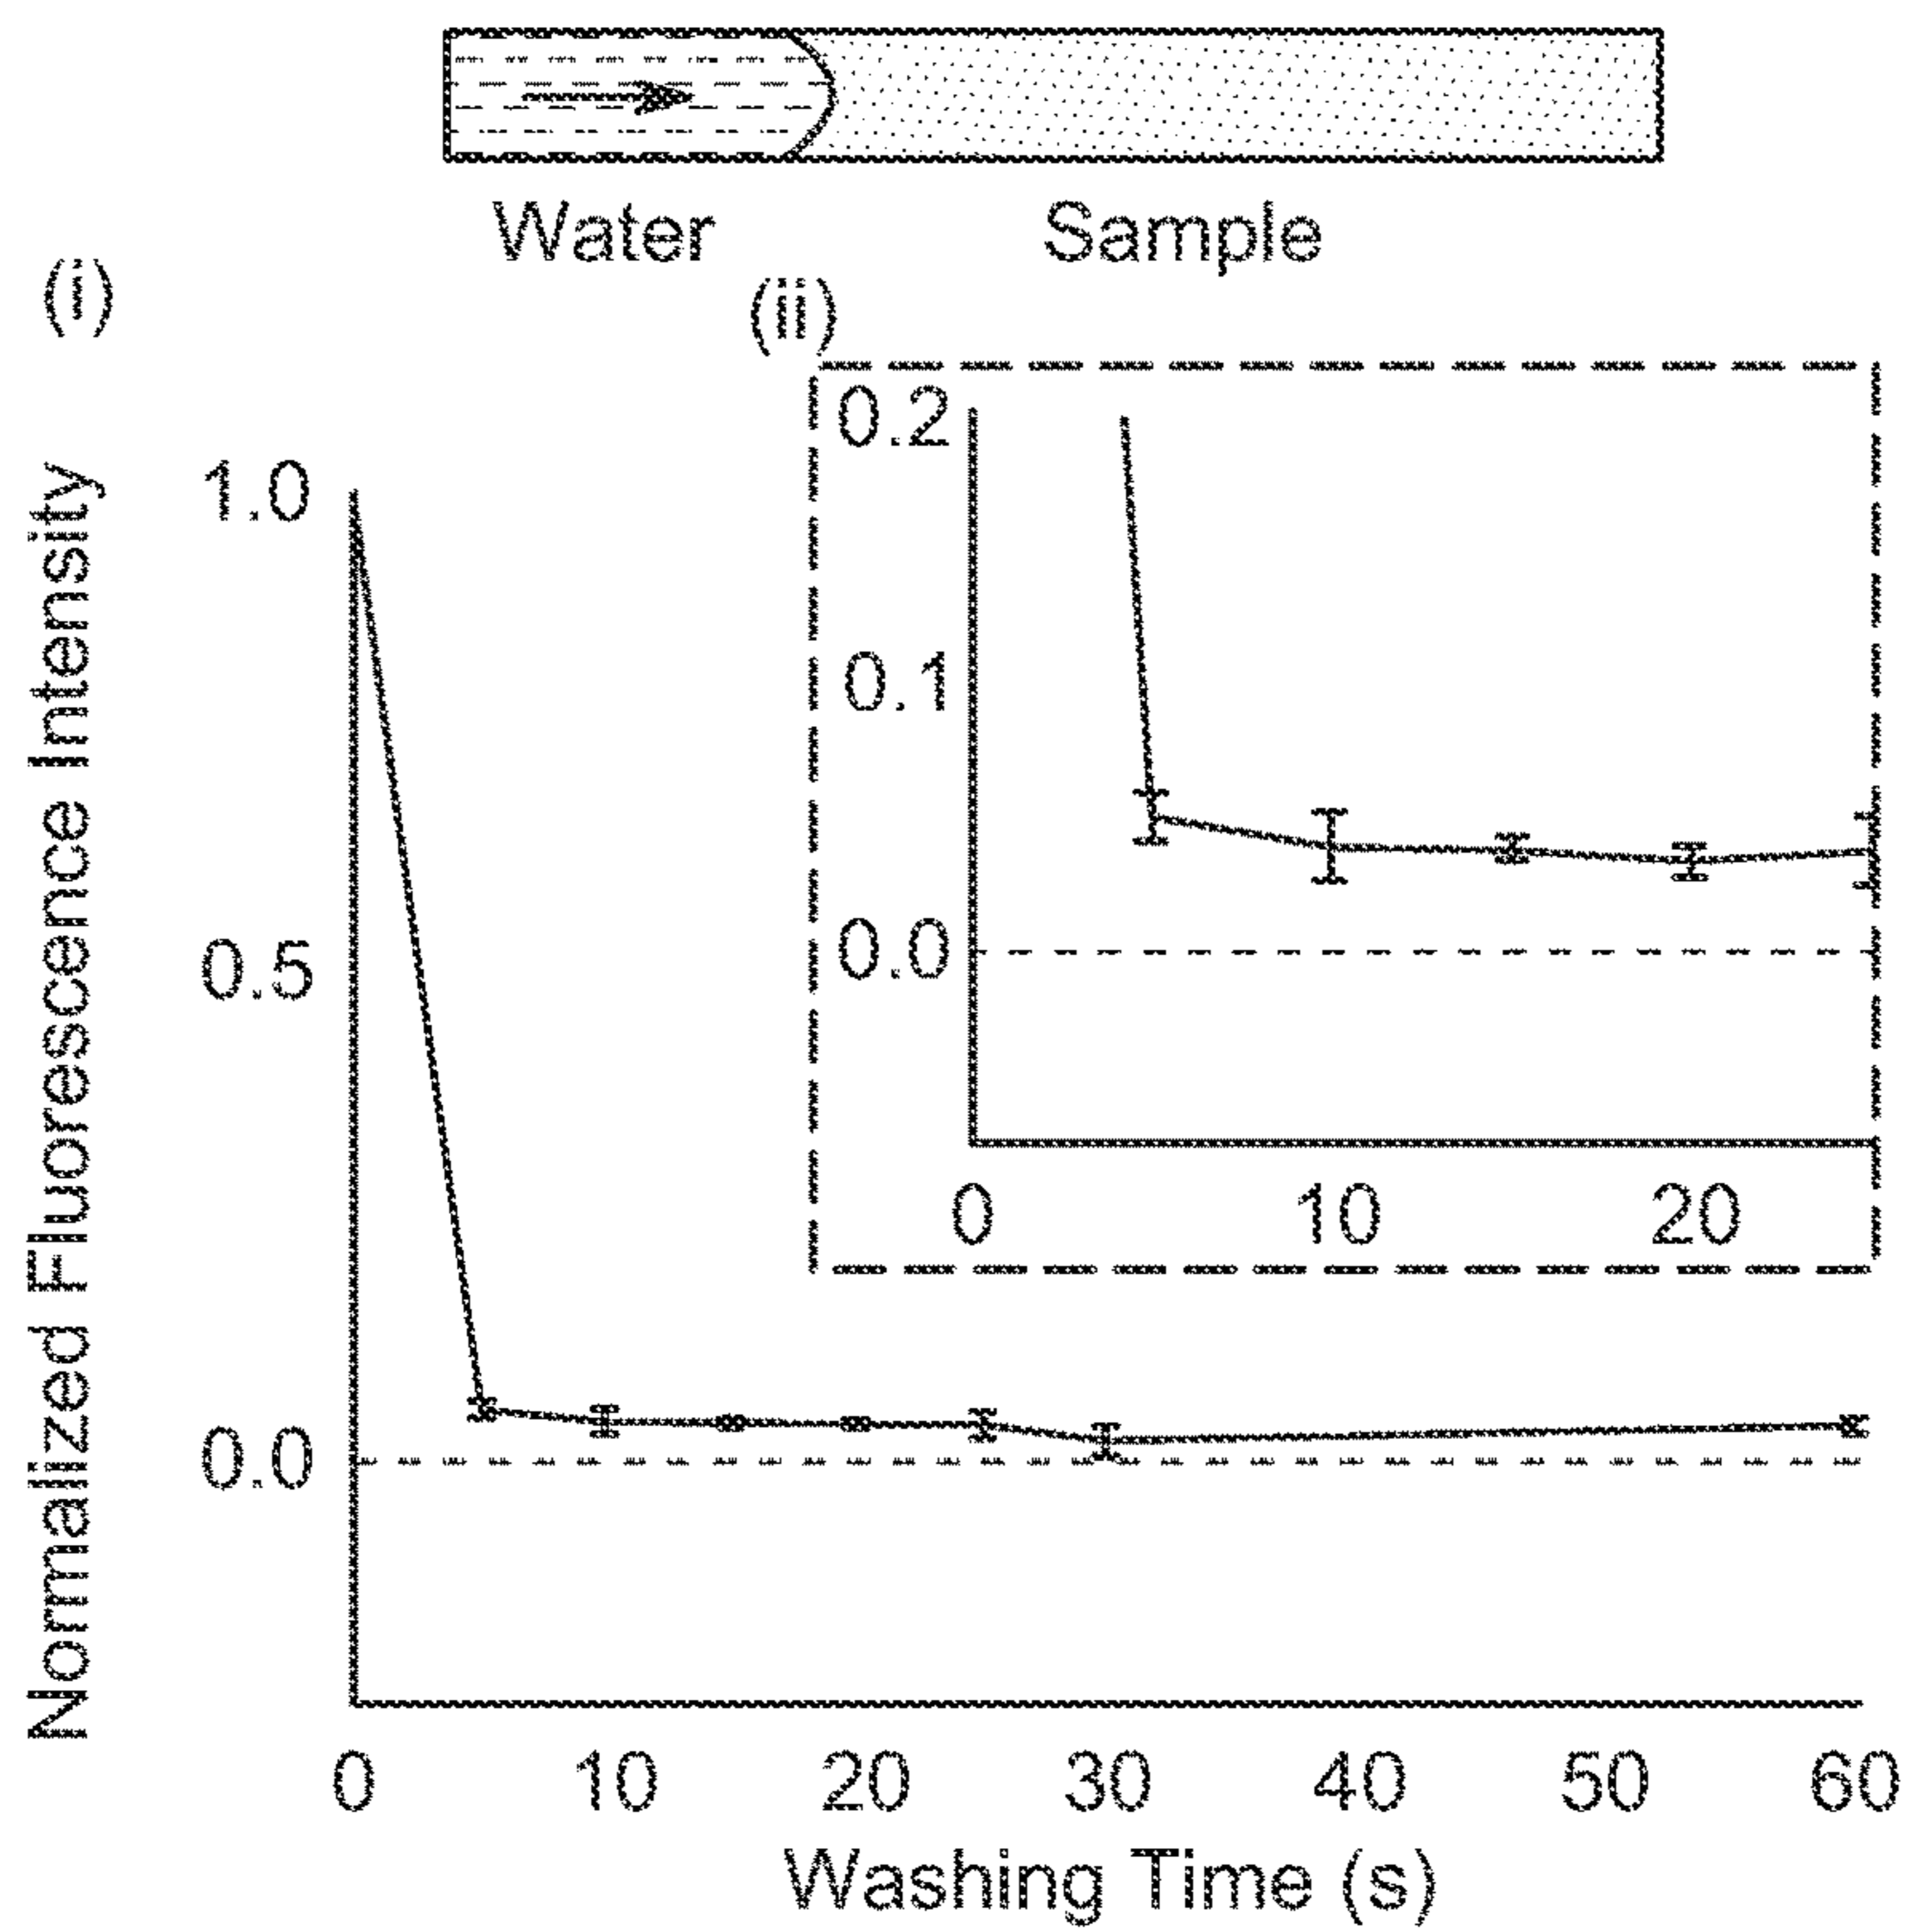 Water
Sample
(i)
(ii)
0.2
0.1
0.0
0
10
20
1.0
0.5
0.0
Normalized Fluorescence Intensity
0
10
20
30
40
50
60
Washing Time (s)